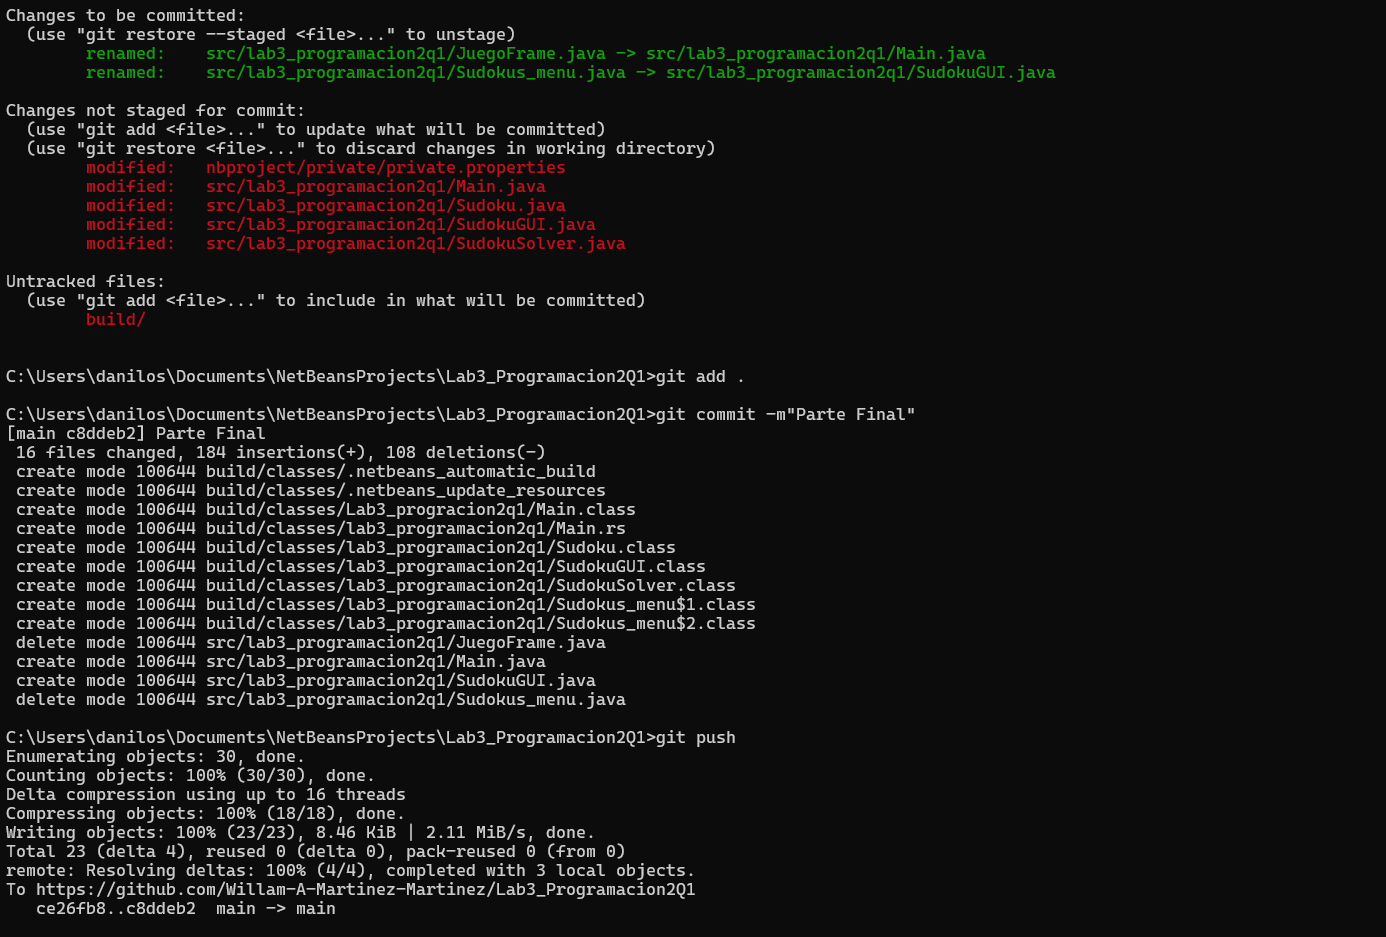 Changes to be committed:
  (use "git restore --staged <file>..." to unstage)
        renamed:    src/lab3_programacion2q1/JuegoFrame.java -> src/lab3_programacion2q1/Main.java
        renamed:    src/lab3_programacion2q1/Sudokus_menu.java -> src/lab3_programacion2q1/SudokuGUI.java

Changes not staged for commit:
  (use "git add <file>..." to update what will be committed)
  (use "git restore <file>..." to discard changes in working directory)
        modified:   nbproject/private/private.properties
        modified:   src/lab3_programacion2q1/Main.java
        modified:   src/lab3_programacion2q1/Sudoku.java
        modified:   src/lab3_programacion2q1/SudokuGUI.java
        modified:   src/lab3_programacion2q1/SudokuSolver.java

Untracked files:
  (use "git add <file>..." to include in what will be committed)
        build/

C:\Users\danilos\Documents\NetBeansProjects\Lab3_Programacion2Q1>git add .

C:\Users\danilos\Documents\NetBeansProjects\Lab3_Programacion2Q1>git commit -m"Parte Final"
[main c8ddeb2] Parte Final
 16 files changed, 184 insertions(+), 108 deletions(-)
 create mode 100644 build/classes/.netbeans_automatic_build
 create mode 100644 build/classes/.netbeans_update_resources
 create mode 100644 build/classes/Lab3_progracion2q1/Main.class
 create mode 100644 build/classes/lab3_programacion2q1/Main.rs
 create mode 100644 build/classes/lab3_programacion2q1/Sudoku.class
 create mode 100644 build/classes/lab3_programacion2q1/SudokuGUI.class
 create mode 100644 build/classes/lab3_programacion2q1/SudokuSolver.class
 create mode 100644 build/classes/lab3_programacion2q1/Sudokus_menu$1.class
 create mode 100644 build/classes/lab3_programacion2q1/Sudokus_menu$2.class
 delete mode 100644 src/lab3_programacion2q1/JuegoFrame.java
 create mode 100644 src/lab3_programacion2q1/Main.java
 create mode 100644 src/lab3_programacion2q1/SudokuGUI.java
 delete mode 100644 src/lab3_programacion2q1/Sudokus_menu.java

C:\Users\danilos\Documents\NetBeansProjects\Lab3_Programacion2Q1>git push
Enumerating objects: 30, done.
Counting objects: 100% (30/30), done.
Delta compression using up to 16 threads
Compressing objects: 100% (18/18), done.
Writing objects: 100% (23/23), 8.46 KiB | 2.11 MiB/s, done.
Total 23 (delta 4), reused 0 (delta 0), pack-reused 0 (from 0)
remote: Resolving deltas: 100% (4/4), completed with 3 local objects.
To https://github.com/Willam-A-Martinez-Martinez/Lab3_Programacion2Q1
   ce26fb8..c8ddeb2  main -> main